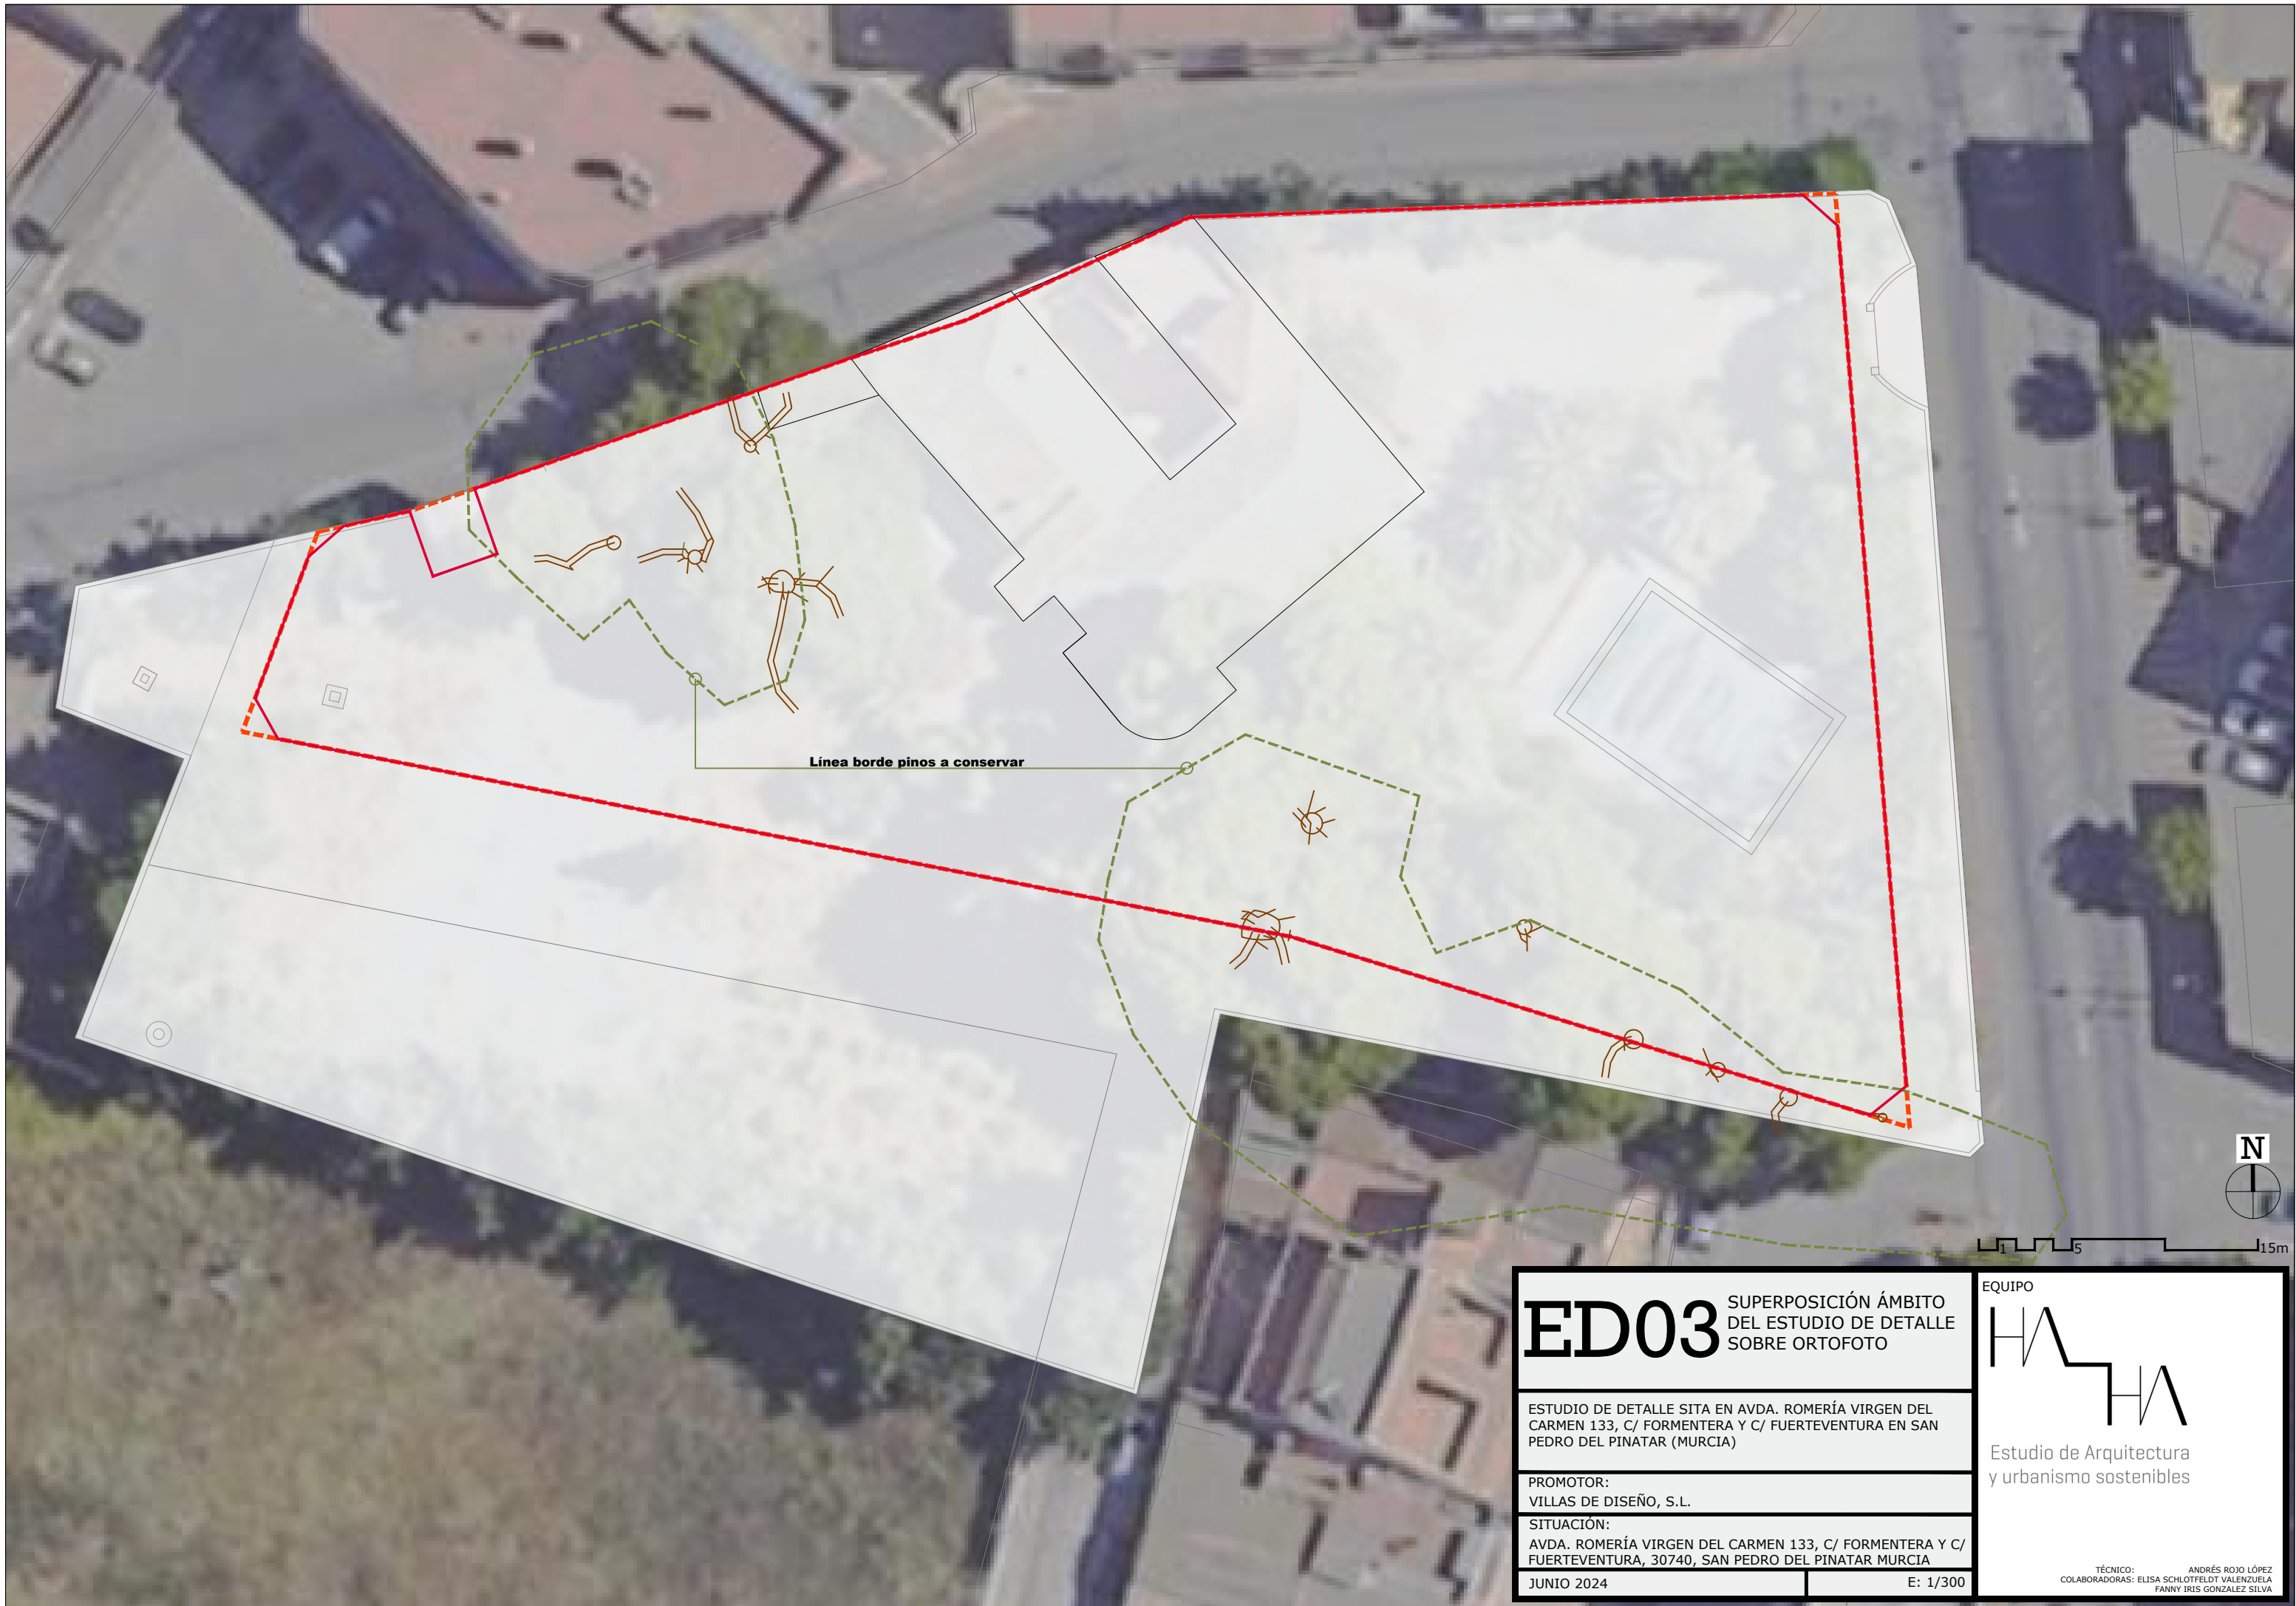 Línea borde pinos a conservar
N
1 5 15m
ED03
SUPERPOSICIÓN ÁMBITO
DEL ESTUDIO DE DETALLE
SOBRE ORTOFOTO
ESTUDIO DE DETALLE SITA EN AVDA. ROMERÍA VIRGEN DEL
CARMEN 133, C/ FORMENTERA Y C/ FUERTEVENTURA EN SAN
PEDRO DEL PINATAR (MURCIA)
PROMOTOR:
VILLAS DE DISEÑO, S.L.
SITUACIÓN:
AVDA. ROMERÍA VIRGEN DEL CARMEN 133, C/ FORMENTERA Y C/
FUERTEVENTURA, 30740, SAN PEDRO DEL PINATAR MURCIA
JUNIO 2024
E: 1/300
EQUIPO
HA
HA
Estudio de Arquitectura
y urbanismo sostenibles
TÉCNICO: ANDRÉS ROJO LÓPEZ
COLABORADORAS: ELISA SCHLOTFELDT VALENZUELA
FANNY IRIS GONZALEZ SILVA